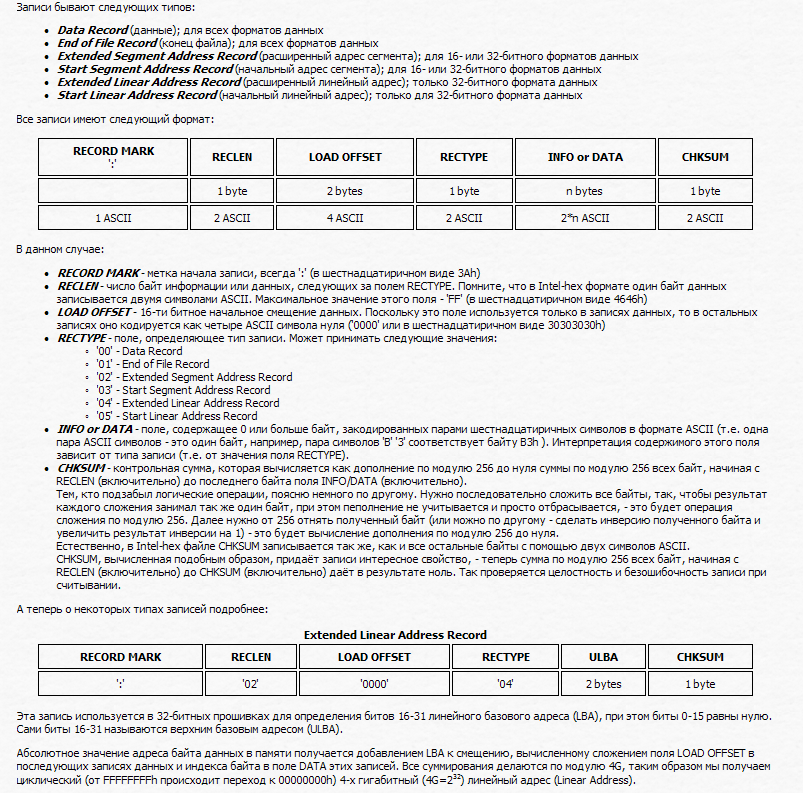 Записи бывают следующих типов:
Data Record (данные); для всех форматов данных
End of File Record (конец файла); для всех форматов данных
Extended Segment Address Record (расширенный адрес сегмента); для 16- или 32-битного форматов данных
Start Segment Address Record (начальный адрес сегмента); для 16- или 32-битного форматов данных
Extended Linear Address Record (расширенный линейный адрес); только 32-битного формата данных
Start Linear Address Record (начальный линейный адрес); только для 32-битного формата данных
Все записи имеют следующий формат:
RECORD MARK ':' RECLEN LOAD OFFSET RECTYPE INFO or DATA CHKSUM
1 byte 2 bytes 1 byte n bytes 1 byte
1 ASCII 2 ASCII 4 ASCII 2 ASCII 2*n ASCII 2 ASCII
В данном случае:
RECORD MARK - метка начала записи, всегда ':' (в шестнадцатиричном виде 3Ah)
RECLEN - число байт информации или данных, следующих за полем RECTYPE. Помните, что в Intel-hex формате один байт данных
записывается двумя символами ASCII. Максимальное значение этого поля - 'FF' (в шестнадцатиричном виде 4646h)
LOAD OFFSET - 16-ти битное начальное смещение данных. Поскольку это поле используется только в записях данных, то в остальных
записях оно кодируется как четыре ASCII символа нуля ('0000' или в шестнадцатиричном виде 30303030h)
RECTYPE - поле, определяющее тип записи. Может принимать следующие значения:
'00' - Data Record
'01' - End of File Record
'02' - Extended Segment Address Record
'03' - Start Segment Address Record
'04' - Extended Linear Address Record
'05' - Start Linear Address Record
INFO or DATA - поле, содержащее 0 или больше байт, закодированных парами шестнадцатиричных символов в формате ASCII (т.е. одна
пара ASCII символов - это один байт, например, пара символов 'B' '3' соответствует байту B3h ). Интерпретация содержимого этого поля
зависит от типа записи (т.е. от значения поля RECTYPE).
CHKSUM - контрольная сумма, которая вычисляется как дополнение по модулю 256 до нуля суммы по модулю 256 всех байт, начиная с
RECLEN (включительно) до последнего байта поля INFO/DATA (включительно).
Тем, кто подзабыл логические операции, поясню немного по другому. Нужно последовательно сложить все байты, так, чтобы результат
каждого сложения занимал так же один байт, при этом пеполнение не учитывается и просто отбрасывается, - это будет операция
сложения по модулю 256. Далее нужно от 256 отнять полученный байт (или можно по другому - сделать инверсию полученного байта и
увеличить результат инверсии на 1) - это будет вычисление дополнения по модулю 256 до нуля.
Естественно, в Intel-hex файле CHKSUM записывается так же, как и все остальные байты с помощью двух символов ASCII.
CHKSUM, вычисленная подобным образом, придаёт записи интересное свойство, - теперь сумма по модулю 256 всех байт, начиная с
RECLEN (включительно) до CHKSUM (включительно) даёт в результате ноль. Так проверяется целостность и безошибочность записи при
считывании.
А теперь о некоторых типах записей подробнее:
Extended Linear Address Record
RECORD MARK RECLEN LOAD OFFSET RECTYPE ULBA CHKSUM
':' '02' '0000' '04' 2 bytes 1 byte
Эта запись используется в 32-битных прошивках для определения битов 16-31 линейного базового адреса (LBA), при этом биты 0-15 равны нулю.
Сами биты 16-31 называются верхним базовым адресом (ULBA).
Абсолютное значение адреса байта данных в памяти получается добавлением LBA к смещению, вычисленному сложением поля LOAD OFFSET в
последующих записях данных и индекса байта в поле DATA этих записей. Все суммирования делаются по модулю 4G, таким образом мы получаем
циклический (от FFFFFFFFh происходит переход к 00000000h) 4-х гигабитный (4G=2³²) линейный адрес (Linear Address).